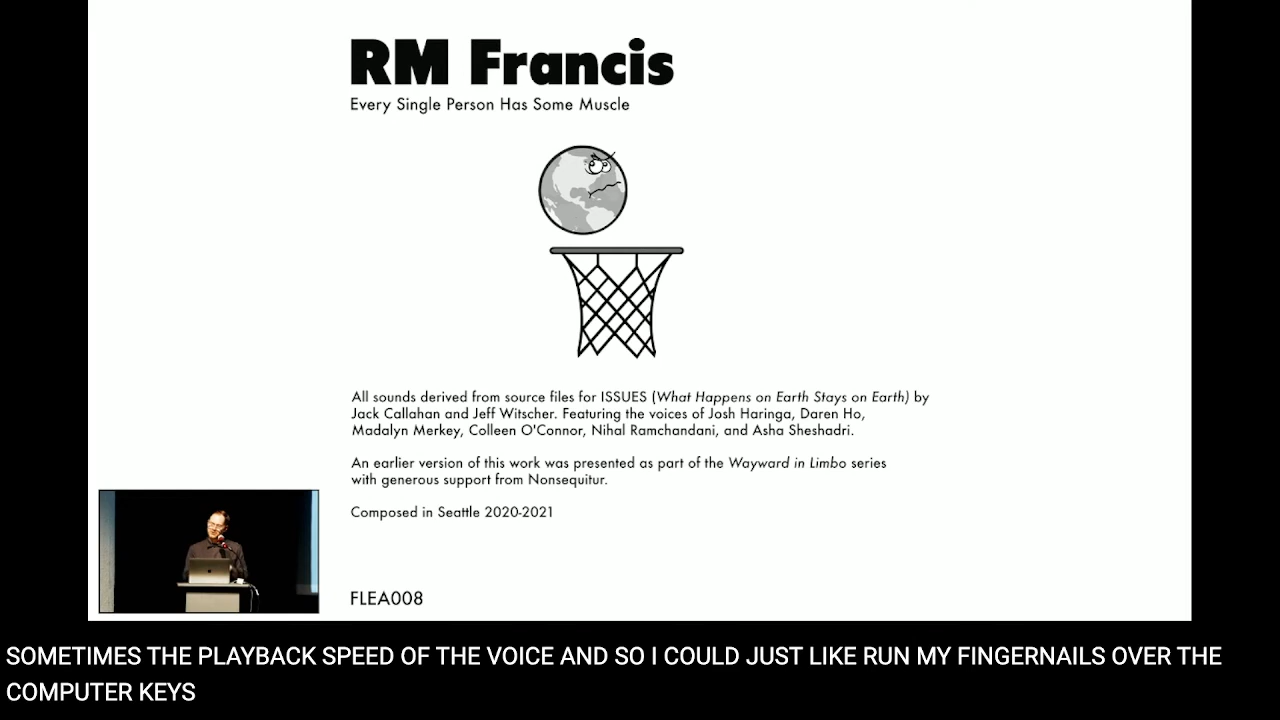 RM Francis
Every Single Person Has Some Muscle
All sounds derived from source files for ISSUES (What Happens on Earth Stays on Earth) by
Jack Callahan and Jeff Witscher. Featuring the voices of Josh Haringa, Daren Ho,
Madalyn Merkey, Colleen O'Connor, Nihal Ramchandani, and Asha Sheshadri.
An earlier version of this work was presented as part of the Wayward in Limbo series
with generous support from Nonsequitur.
Composed in Seattle 2020-2021
FLEA008
SOMETIMES THE PLAYBACK SPEED OF THE VOICE AND SO I COULD JUST LIKE RUN MY FINGERNAILS OVER THE
COMPUTER KEYS